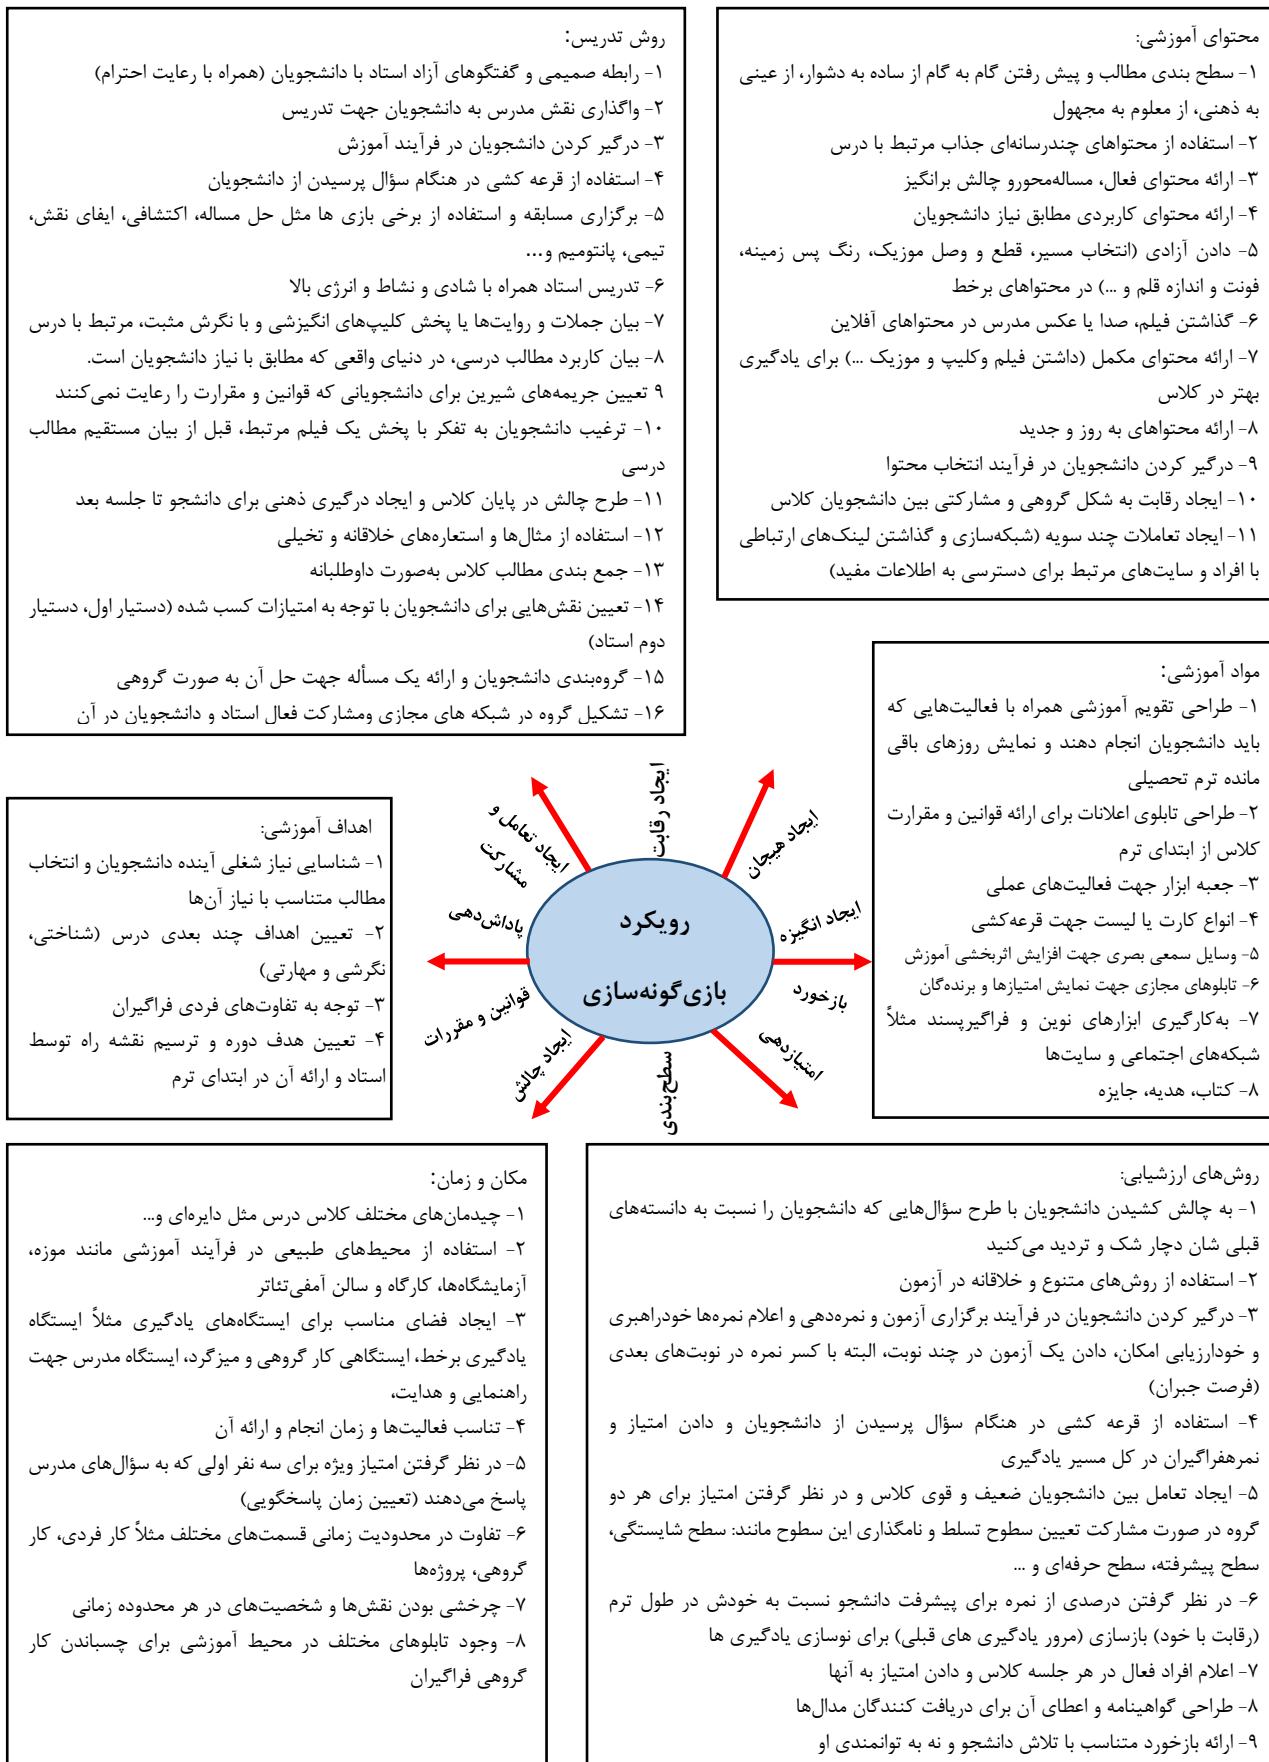 محتوای آموزشی:
۱- سطح بندی مطالب و پیش رفتن گام به گام از ساده به دشوار، از عینی
به ذهنی، از معلوم به مجهول
۲- استفاده از محتواهای چندرسانه‌ای جذاب مرتبط با درس
۳- ارائه محتوای فعال، مساله‌محورو چالش برانگیز
۴- ارائه محتوای کاربردی مطابق نیاز دانشجویان
۵- دادن آزادی (انتخاب مسیر، قطع و وصل موزیک، رنگ پس زمینه،
فونت و اندازه قلم و ...) در محتواهای برخط
۶- گذاشتن فیلم، صدا یا عکس مدرس در محتواهای آفلاین
۷- ارائه محتوای مکمل (داشتن فیلم وکلیپ و موزیک ...) برای یادگیری
بهتر در کلاس
۸- ارائه محتواهای به روز و جدید
۹- درگیر کردن دانشجویان در فرآیند انتخاب محتوا
۱۰- ایجاد رقابت به شکل گروهی و مشارکتی بین دانشجویان کلاس
۱۱- ایجاد تعاملات چند سویه (شبکه‌سازی و گذاشتن لینک‌های ارتباطی
با افراد و سایت‌های مرتبط برای دسترسی به اطلاعات مفید)
روش تدریس:
۱- رابطه صمیمی و گفتگوهای آزاد استاد با دانشجویان (همراه با رعایت احترام)
۲- واگذاری نقش مدرس به دانشجویان جهت تدریس
۳- درگیر کردن دانشجویان در فرآیند آموزش
۴- استفاده از قرعه کشی در هنگام سؤال پرسیدن از دانشجویان
۵- برگزاری مسابقه و استفاده از برخی بازی ها مثل حل مساله، اکتشافی، ایفای نقش،
تیمی، پانتومیم و...
۶- تدریس استاد همراه با شادی و نشاط و انرژی بالا
۷- بیان جملات و روایت‌ها یا پخش کلیپ‌های انگیزشی و با نگرش مثبت، مرتبط با درس
۸- بیان کاربرد مطالب درسی، در دنیای واقعی که مطابق با نیاز دانشجویان است.
۹ تعیین جریمه‌های شیرین برای دانشجویانی که قوانین و مقرارت را رعایت نمی‌کنند
۱۰- ترغیب دانشجویان به تفکر با پخش یک فیلم مرتبط، قبل از بیان مستقیم مطالب
درسی
۱۱- طرح چالش در پایان کلاس و ایجاد درگیری ذهنی برای دانشجو تا جلسه بعد
۱۲- استفاده از مثال‌ها و استعاره‌های خلاقانه و تخیلی
۱۳- جمع بندی مطالب کلاس به‌صورت داوطلبانه
۱۴- تعیین نقش‌هایی برای دانشجویان با توجه به امتیازات کسب شده (دستیار اول، دستیار
دوم استاد)
۱۵- گروه‌بندی دانشجویان و ارائه یک مسأله جهت حل آن به صورت گروهی
۱۶- تشکیل گروه در شبکه های مجازی ومشارکت فعال استاد و دانشجویان در آن
مواد آموزشی:
۱- طراحی تقویم آموزشی همراه با فعالیت‌هایی که
باید دانشجویان انجام دهند و نمایش روزهای باقی
مانده ترم تحصیلی
۲- طراحی تابلوی اعلانات برای ارائه قوانین و مقرارت
کلاس از ابتدای ترم
۳- جعبه ابزار جهت فعالیت‌های عملی
۴- انواع کارت یا لیست جهت قرعه‌کشی
۵- وسایل سمعی بصری جهت افزایش اثربخشی آموزش
۶- تابلوهای مجازی جهت نمایش امتیازها و برنده‌گان
۷- به‌کارگیری ابزارهای نوین و فراگیرپسند مثلاً
شبکه‌های اجتماعی و سایت‌ها
۸- کتاب، هدیه، جایزه
ایجاد هیجان
ایجاد رقابت
ایجاد تعامل و
مشارکت
ایجاد انگیزه
پاداش‌دهی
رویکرد
بازی‌گونه‌سازی
بازخورد
قوانین و مقررات
امتیازدهی
سطح‌بندی
ایجاد چالش
اهداف آموزشی:
۱- شناسایی نیاز شغلی آینده دانشجویان و انتخاب
مطالب متناسب با نیاز آن‌ها
۲- تعیین اهداف چند بعدی درس (شناختی،
نگرشی و مهارتی)
۳- توجه به تفاوت‌های فردی فراگیران
۴- تعیین هدف دوره و ترسیم نقشه راه توسط
استاد و ارائه آن در ابتدای ترم
روش‌های ارزشیابی:
۱- به چالش کشیدن دانشجویان با طرح سؤال‌هایی که دانشجویان را نسبت به دانسته‌های
قبلی شان دچار شک و تردید می‌کنید
۲- استفاده از روش‌های متنوع و خلاقانه در آزمون
۳- درگیر کردن دانشجویان در فرآیند برگزاری آزمون و نمره‌دهی و اعلام نمره‌ها خودراهبری
و خودارزیابی امکان، دادن یک آزمون در چند نوبت، البته با کسر نمره در نوبت‌های بعدی
(فرصت جبران)
۴- استفاده از قرعه کشی در هنگام سؤال پرسیدن از دانشجویان و دادن امتیاز و
نمرهفراگیران در کل مسیر یادگیری
۵- ایجاد تعامل بین دانشجویان ضعیف و قوی کلاس و در نظر گرفتن امتیاز برای هر دو
گروه در صورت مشارکت تعیین سطوح تسلط و نامگذاری این سطوح مانند: سطح شایستگی،
سطح پیشرفته، سطح حرفه‌ای و ...
۶- در نظر گرفتن درصدی از نمره برای پیشرفت دانشجو نسبت به خودش در طول ترم
(رقابت با خود) بازسازی (مرور یادگیری های قبلی) برای نوسازی یادگیری ها
۷- اعلام افراد فعال در هر جلسه کلاس و دادن امتیاز به آنها
۸- طراحی گواهینامه و اعطای آن برای دریافت کنندگان مدال‌ها
۹- ارائه بازخورد متناسب با تلاش دانشجو و نه به توانمندی او
مکان و زمان:
۱- چیدمان‌های مختلف کلاس درس مثل دایره‌ای و...
۲- استفاده از محیط‌های طبیعی در فرآیند آموزشی مانند موزه،
آزمایشگاه‌ها، کارگاه و سالن آمفی‌تئاتر
۳- ایجاد فضای مناسب برای ایستگاه‌های یادگیری مثلاً ایستگاه
یادگیری برخط، ایستگاهی کار گروهی و میزگرد، ایستگاه مدرس جهت
راهنمایی و هدایت،
۴- تناسب فعالیت‌ها و زمان انجام و ارائه آن
۵- در نظر گرفتن امتیاز ویژه برای سه نفر اولی که به سؤال‌های مدرس
پاسخ می‌دهند (تعیین زمان پاسخگویی)
۶- تفاوت در محدودیت زمانی قسمت‌های مختلف مثلاً کار فردی، کار
گروهی، پروژه‌ها
۷- چرخشی بودن نقش‌ها و شخصیت‌های در هر محدوده زمانی
۸- وجود تابلوهای مختلف در محیط آموزشی برای چسباندن کار
گروهی فراگیران